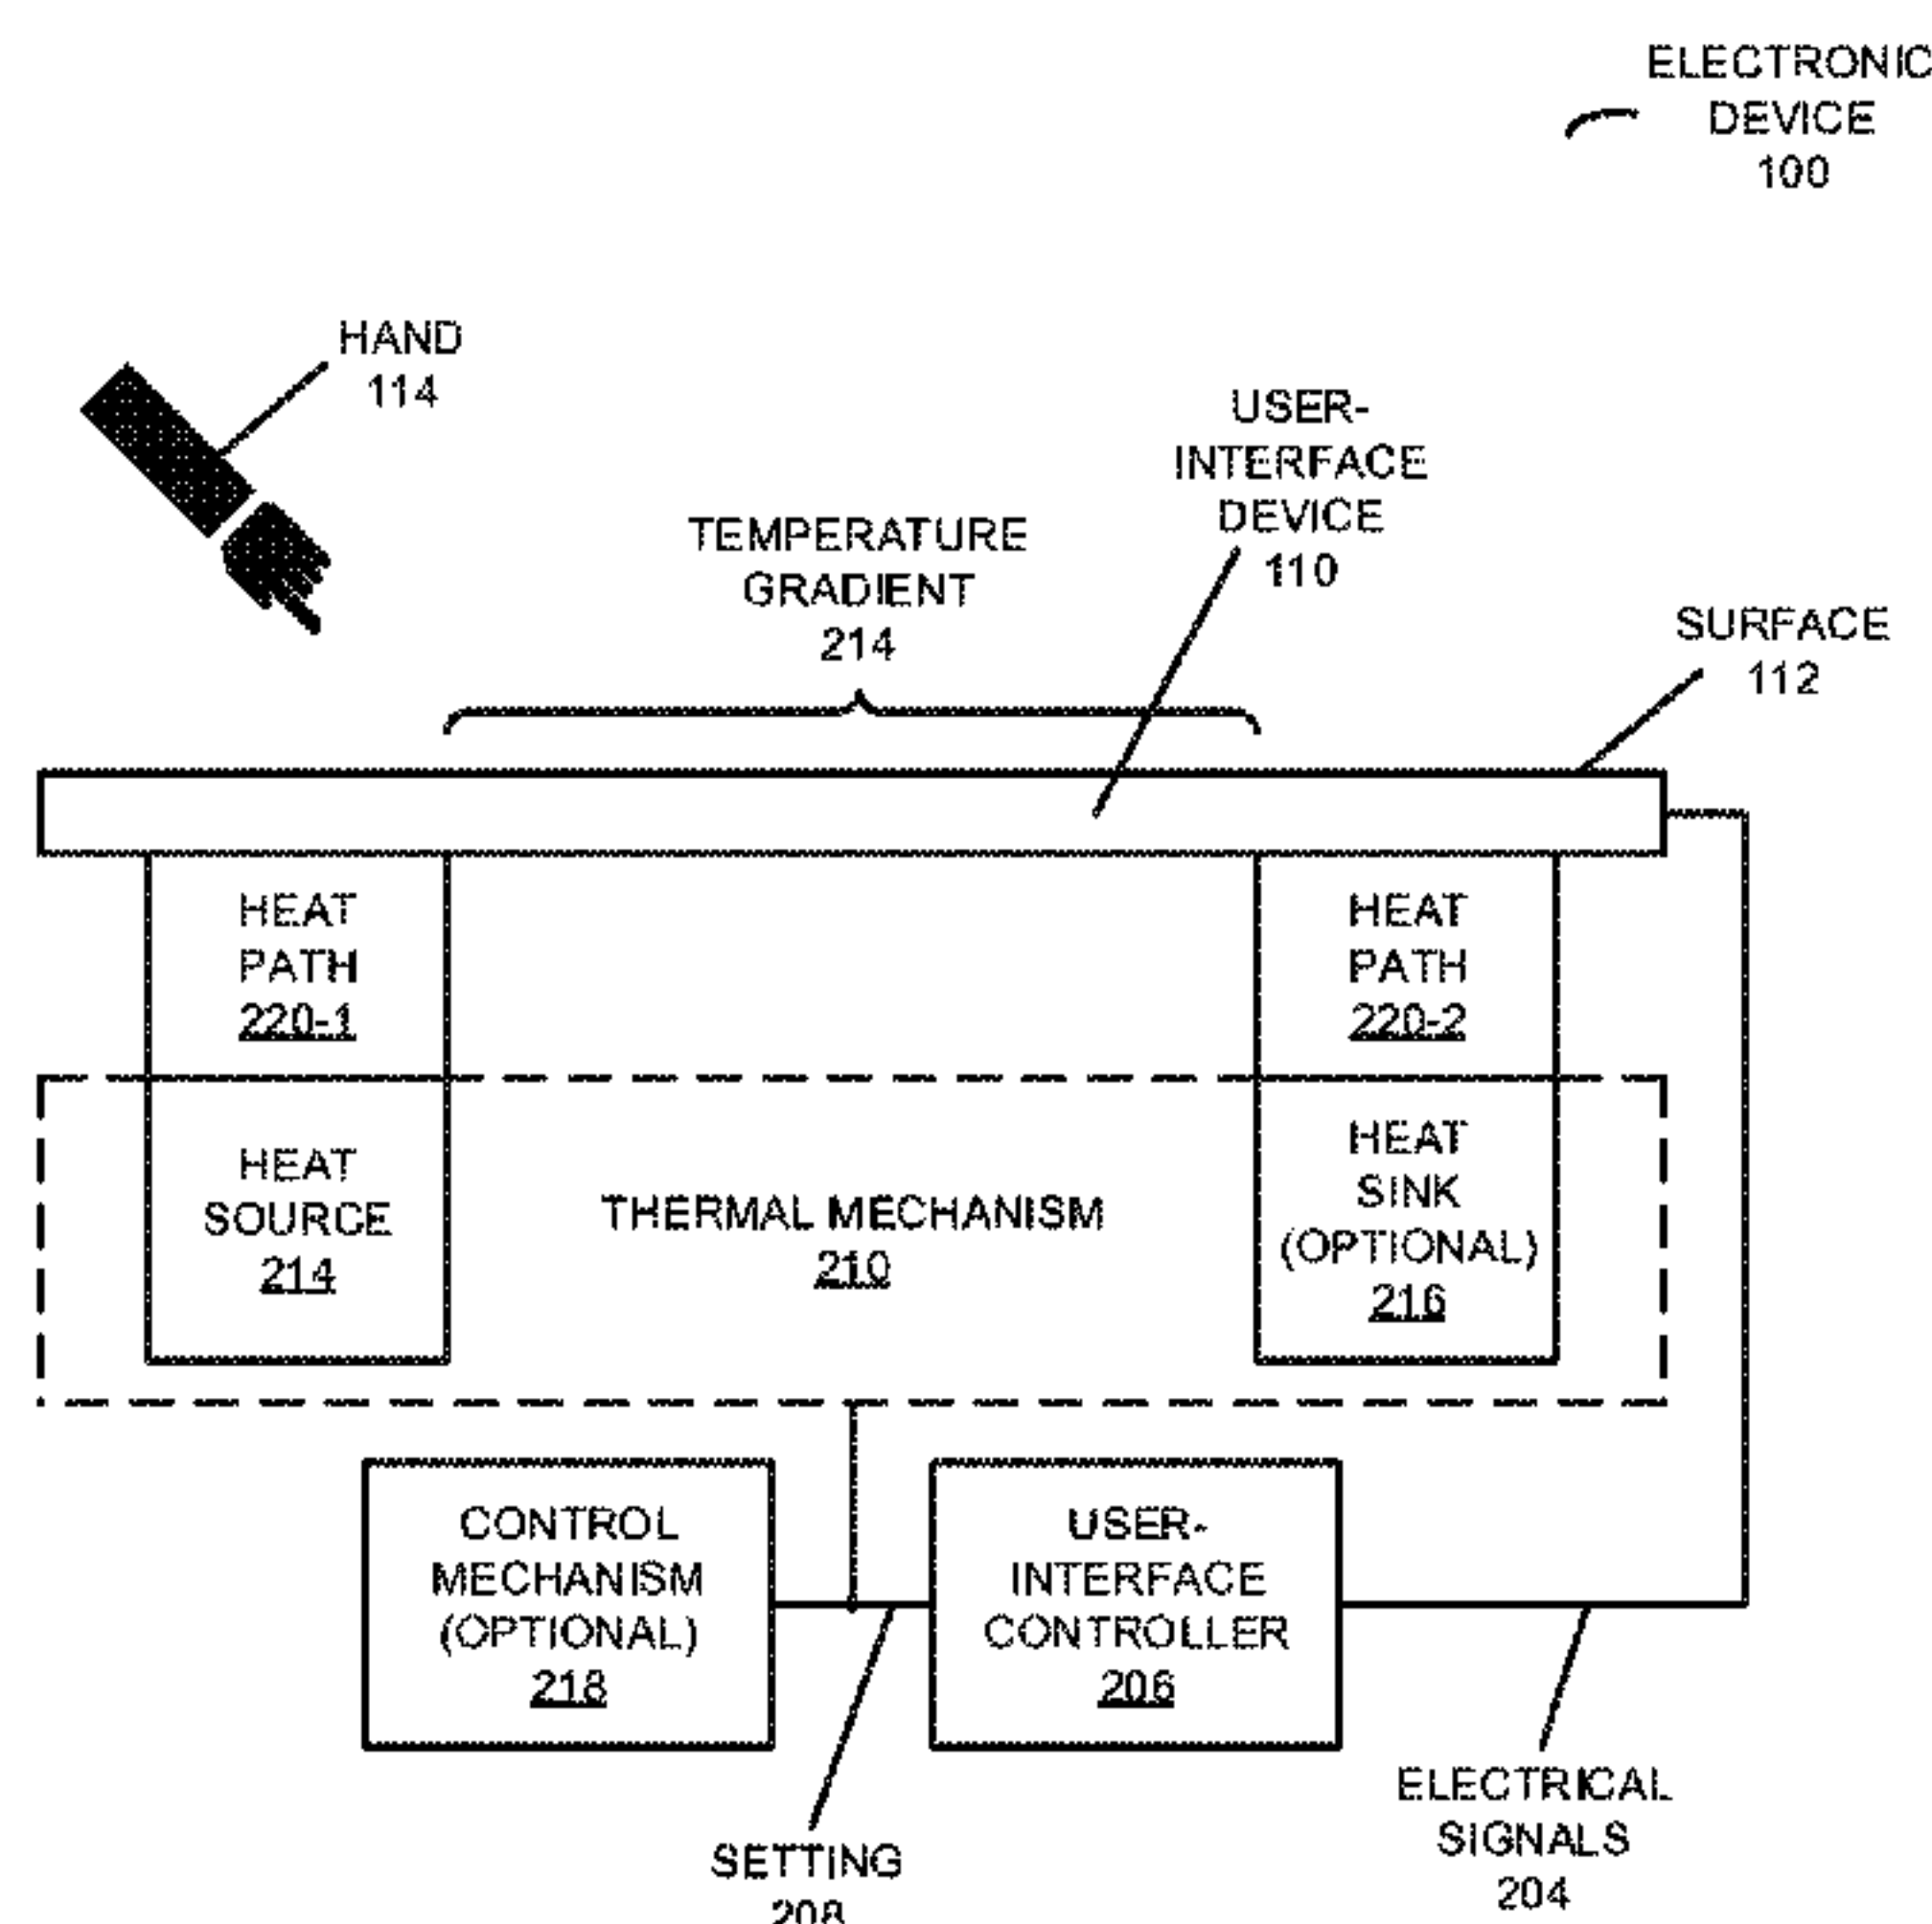 ELECTRONIC
DEVICE
100
HAND
114
USER-
INTERFACE
DEVICE
110
TEMPERATURE
GRADIENT
214
SURFACE
112
HEAT
PATH
220-1
HEAT
PATH
220-2
HEAT
SOURCE
214
THERMAL MECHANISM
210
HEAT
SINK
(OPTIONAL)
216
CONTROL
MECHANISM
(OPTIONAL)
218
USER-
INTERFACE
CONTROLLER
206
SETTING
208
ELECTRICAL
SIGNALS
204